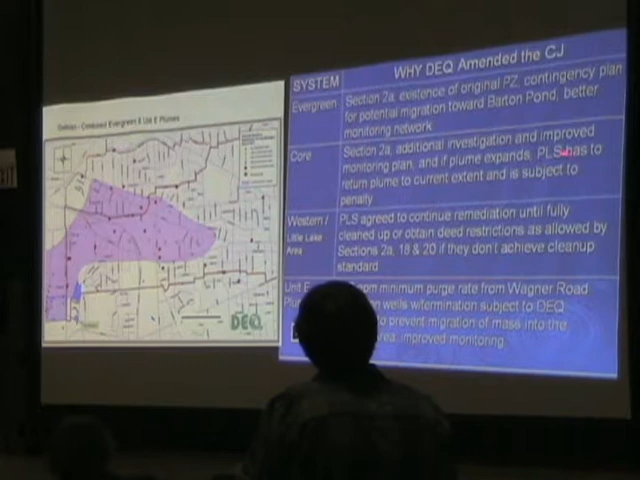 Combined Evergreen & Unit E Plumes
DEQ
WHY DEQ Amended the CJ
SYSTEM
Evergreen
Section 2a, existence of original PZ, contingency plan
for potential migration toward Barton Pond, better
monitoring network
Core
Section 2a, additional investigation and improved
monitoring plan, and if plume expands, PLS has to
return plume to current extent and is subject to
penalty
Western /
Little Lake
Area
PLS agreed to continue remediation until fully
cleaned up or obtain deed restrictions as allowed by
Sections 2a, 18 & 20 if they don't achieve cleanup
standard
Unit E
minimum purge rate from Wagner Road
wells w/termination subject to DEQ
to prevent migration of mass into the
area, improved monitoring